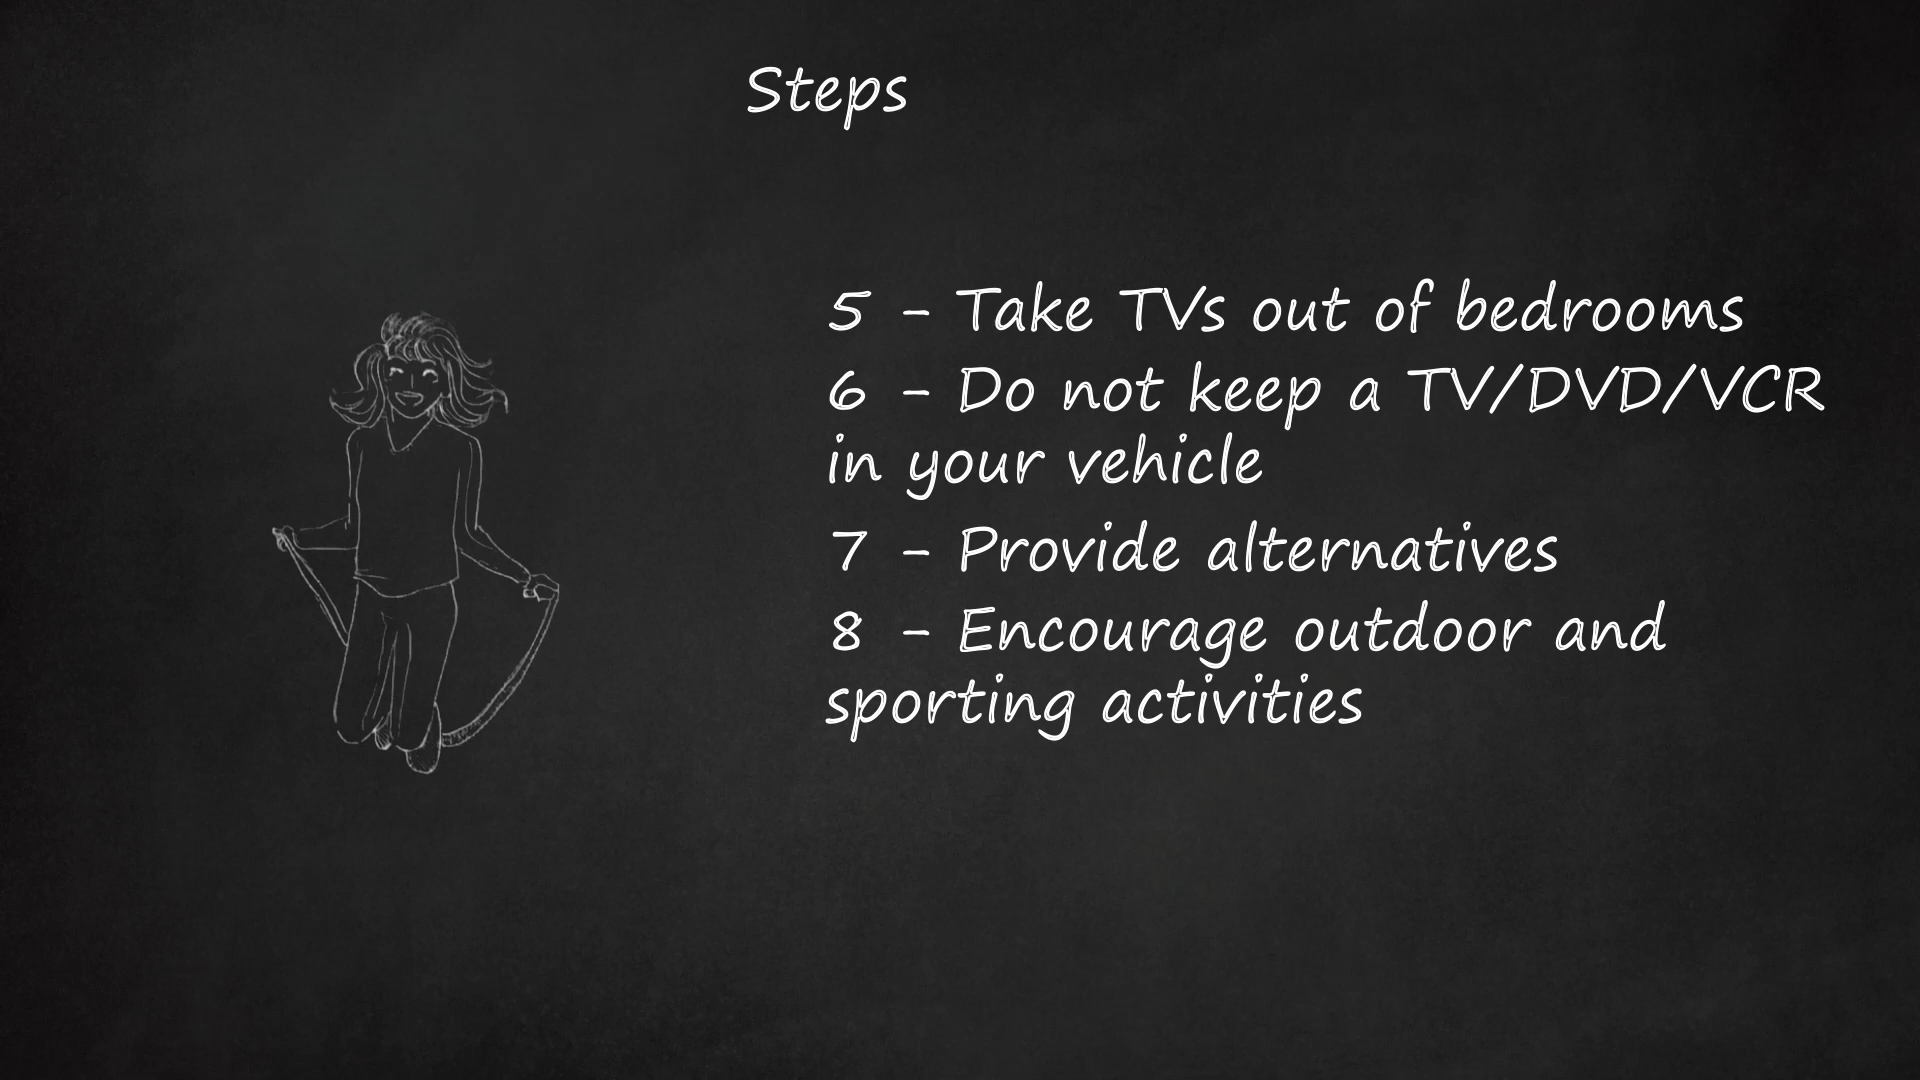 Steps
5 - Take TVs out of bedrooms
6 - Do not keep a TV/DVD/VCR
in your vehicle
7 - Provide alternatives
8 - Encourage outdoor and
sporting activities